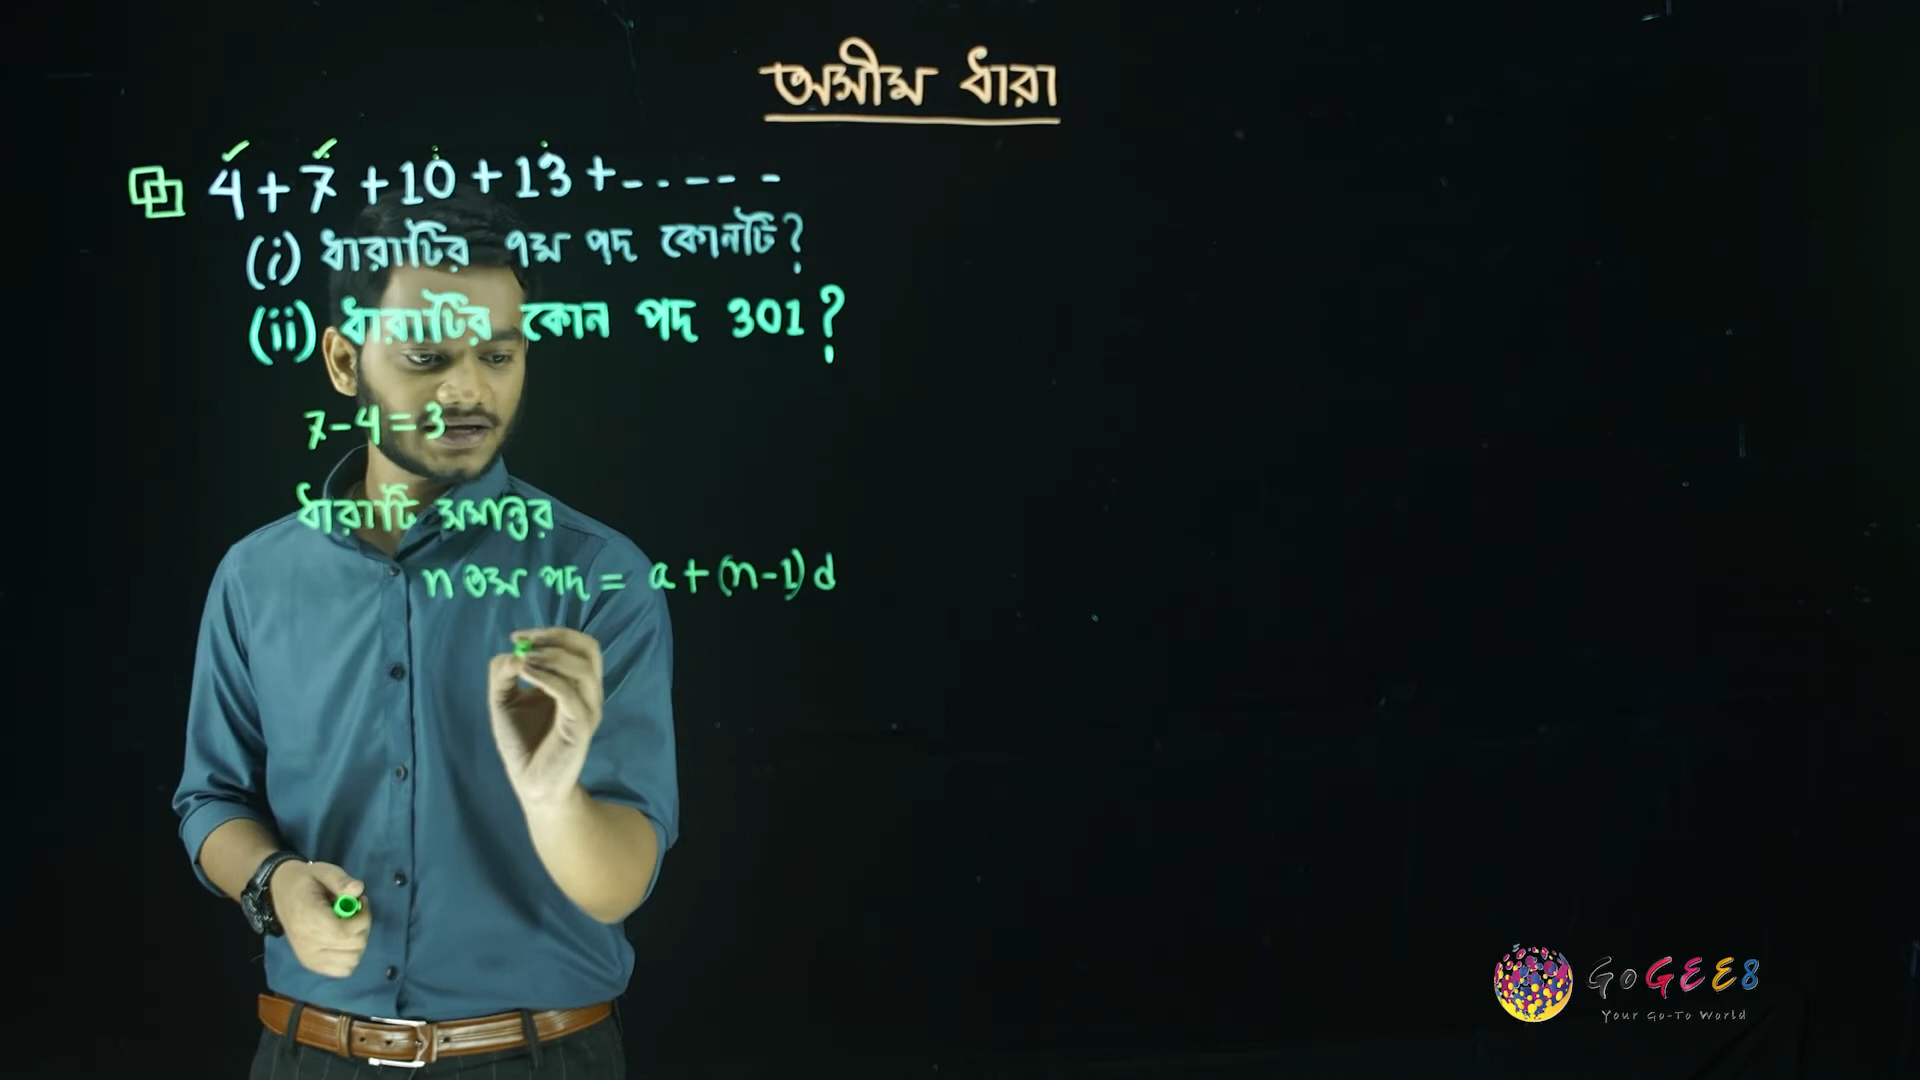 অসীম ধারা
4+7+10+13+-----
(i) ধারাটির ৭ম পদ কোনটি?
(ii) ধারাটির কোন পদ 301?
7-4=3
ধারাটি সমান্তর
n তম পদ = a+(n-1)d
GoGEE8
Your Go-To World